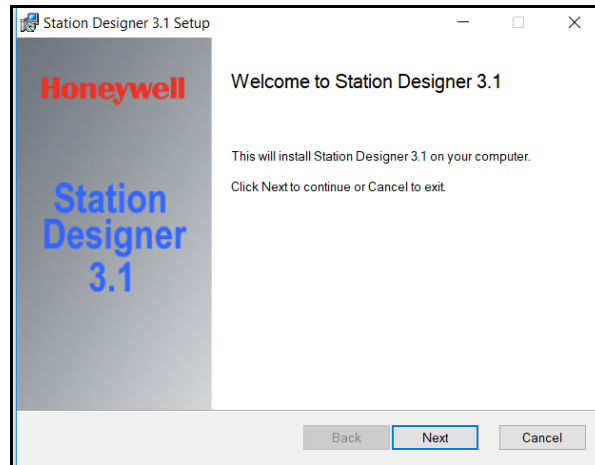 Station Designer 3.1 Setup
Honeywell
Station
Designer
3.1
Welcome to Station Designer 3.1
This will install Station Designer 3.1 on your computer.
Click Next to continue or Cancel to exit.
Back
Next
Cancel